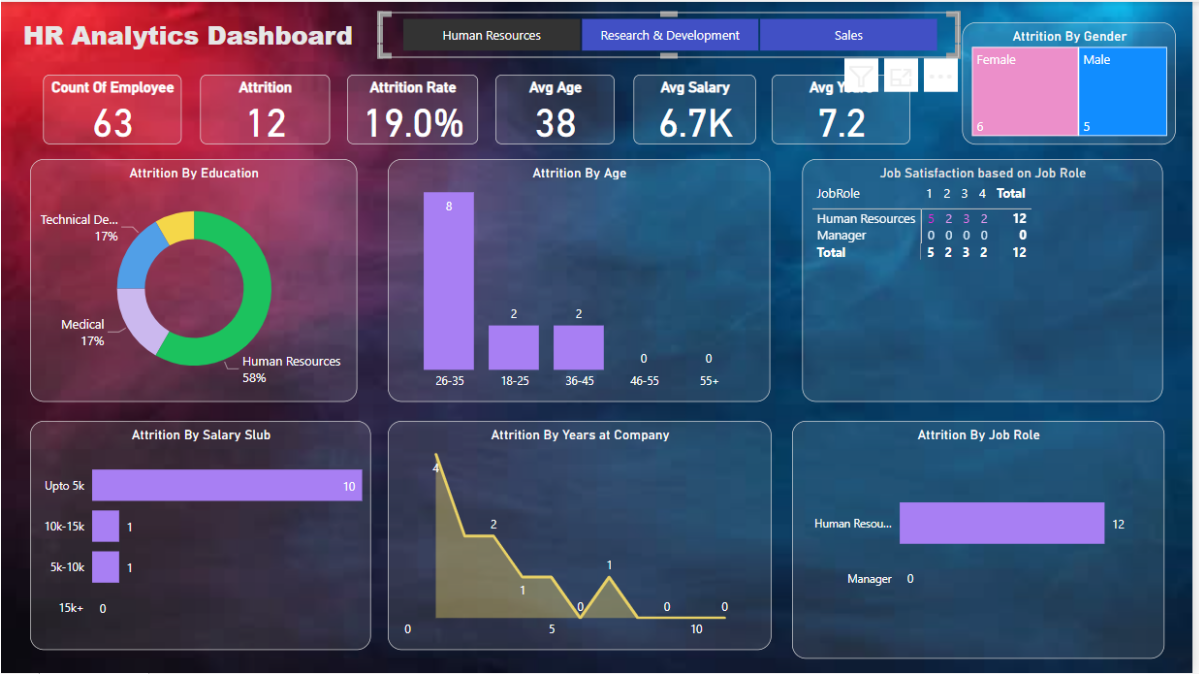 HR Analytics Dashboard
Human Resources
Research & Development
Sales
Attrition By Gender
Female
Male
6
5
Count Of Employee
63
Attrition
12
Attrition Rate
19.0%
Avg Age
38
Avg Salary
6.7K
Avg
7.2
Attrition By Education
Technical De...
17%
Medical
17%
Human Resources
58%
Attrition By Age
8
2
2
0
0
26-35 18-25 36-45 46-55 55+
Job Satisfaction based on Job Role
JobRole 1 2 3 4 Total
Human Resources 5 2 3 2 12
Manager 0 0 0 0 0
Total 5 2 3 2 12
Attrition By Salary Slub
Upto 5k 10
10k-15k 1
5k-10k 1
15k+ 0
Attrition By Years at Company
4
2
1
0
1
0
0
0 5 10
Attrition By Job Role
Human Resou... 12
Manager 0